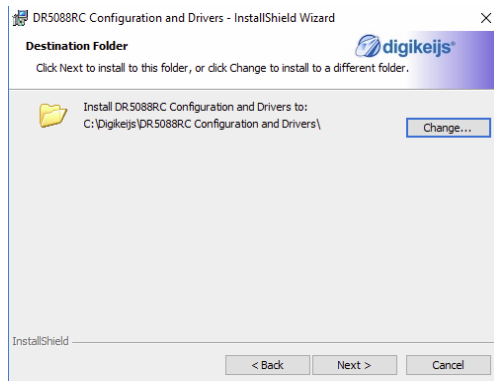 DR5088RC Configuration and Drivers - InstallShield Wizard
Destination Folder
digikeijs®
Click Next to install to this folder, or click Change to install to a different folder.
Install DR5088RC Configuration and Drivers to:
C:\Digikeijs\DR5088RC Configuration and Drivers\
Change...
InstallShield
< Back
Next >
Cancel